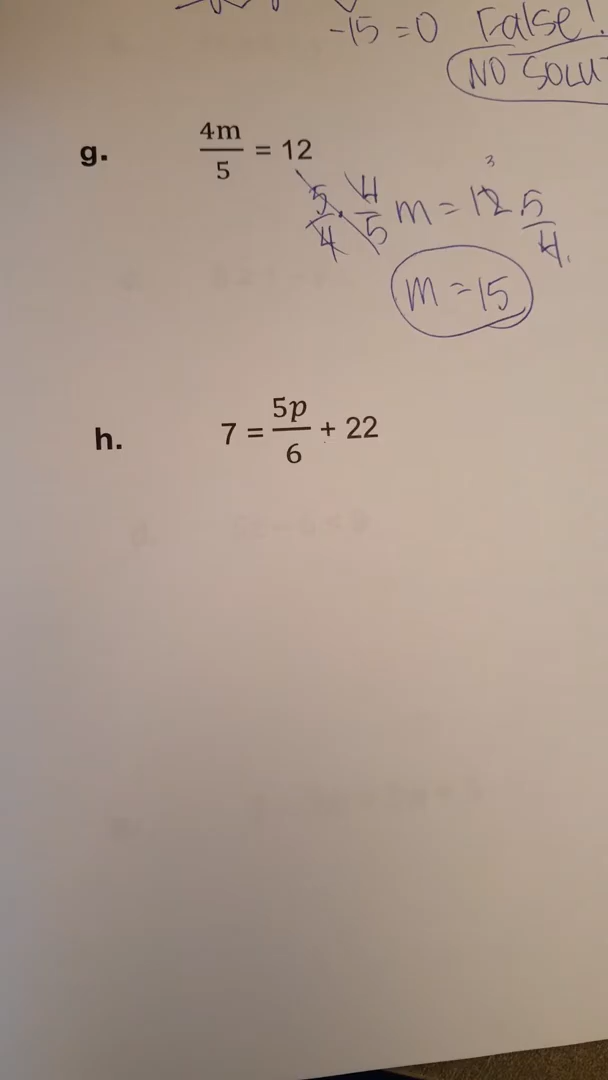 -15 = 0 False!
NO SOLU
g. 4m/5 = 12
5/4 · 4/5 m = 12 · 5/4
3
m = 15
h. 7 = 5p/6 + 22